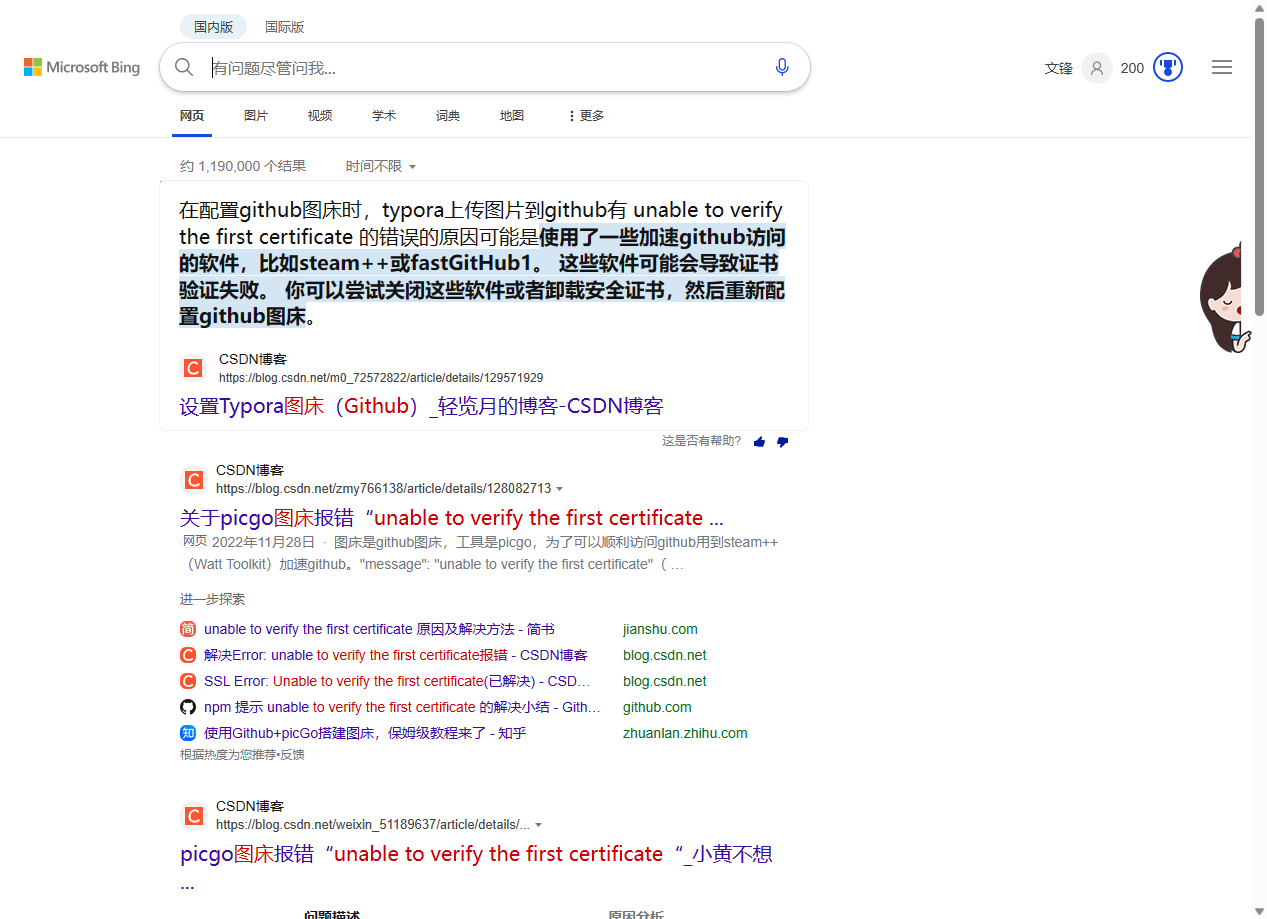 国内版 国际版
Microsoft Bing
有问题尽管问我...
文锋 200
网页 图片 视频 学术 词典 地图 更多
约 1,190,000 个结果 时间不限
在配置github图床时，typora上传图片到github有 unable to verify
the first certificate 的错误的原因可能是使用了一些加速github访问
的软件，比如steam++或fastGitHub1。 这些软件可能会导致证书
验证失败。 你可以尝试关闭这些软件或者卸载安全证书，然后重新配
置github图床。
CSDN博客
https://blog.csdn.net/m0_72572822/article/details/129571929
设置Typora图床（Github）_轻览月的博客-CSDN博客
这是否有帮助?
CSDN博客
https://blog.csdn.net/zmy766138/article/details/128082713
关于picgo图床报错“unable to verify the first certificate ...
网页 2022年11月28日 · 图床是github图床，工具是picgo，为了可以顺利访问github用到steam++
（Watt Toolkit）加速github。"message": "unable to verify the first certificate"（ …
进一步探索
简 unable to verify the first certificate 原因及解决方法 - 简书 jianshu.com
C 解决Error: unable to verify the first certificate报错 - CSDN博客 blog.csdn.net
C SSL Error: Unable to verify the first certificate(已解决) - CSD… blog.csdn.net
npm 提示 unable to verify the first certificate 的解决小结 - Gith… github.com
知 使用Github+picGo搭建图床，保姆级教程来了 - 知乎 zhuanlan.zhihu.com
根据热度为您推荐•反馈
CSDN博客
https://blog.csdn.net/weixin_51189637/article/details/...
picgo图床报错“unable to verify the first certificate“_小黄不想
...
问题描述 原因分析